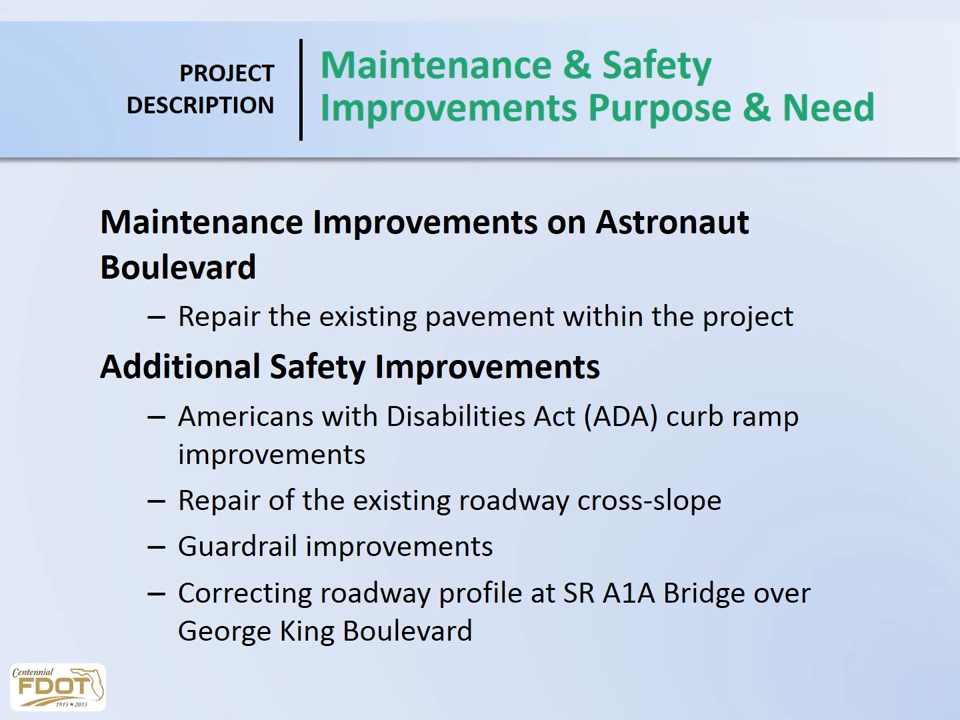 PROJECT
DESCRIPTION
Maintenance & Safety
Improvements Purpose & Need
Maintenance Improvements on Astronaut
Boulevard
– Repair the existing pavement within the project
Additional Safety Improvements
– Americans with Disabilities Act (ADA) curb ramp
improvements
– Repair of the existing roadway cross-slope
– Guardrail improvements
– Correcting roadway profile at SR A1A Bridge over
George King Boulevard
Centennial
FDOT
1915★2015